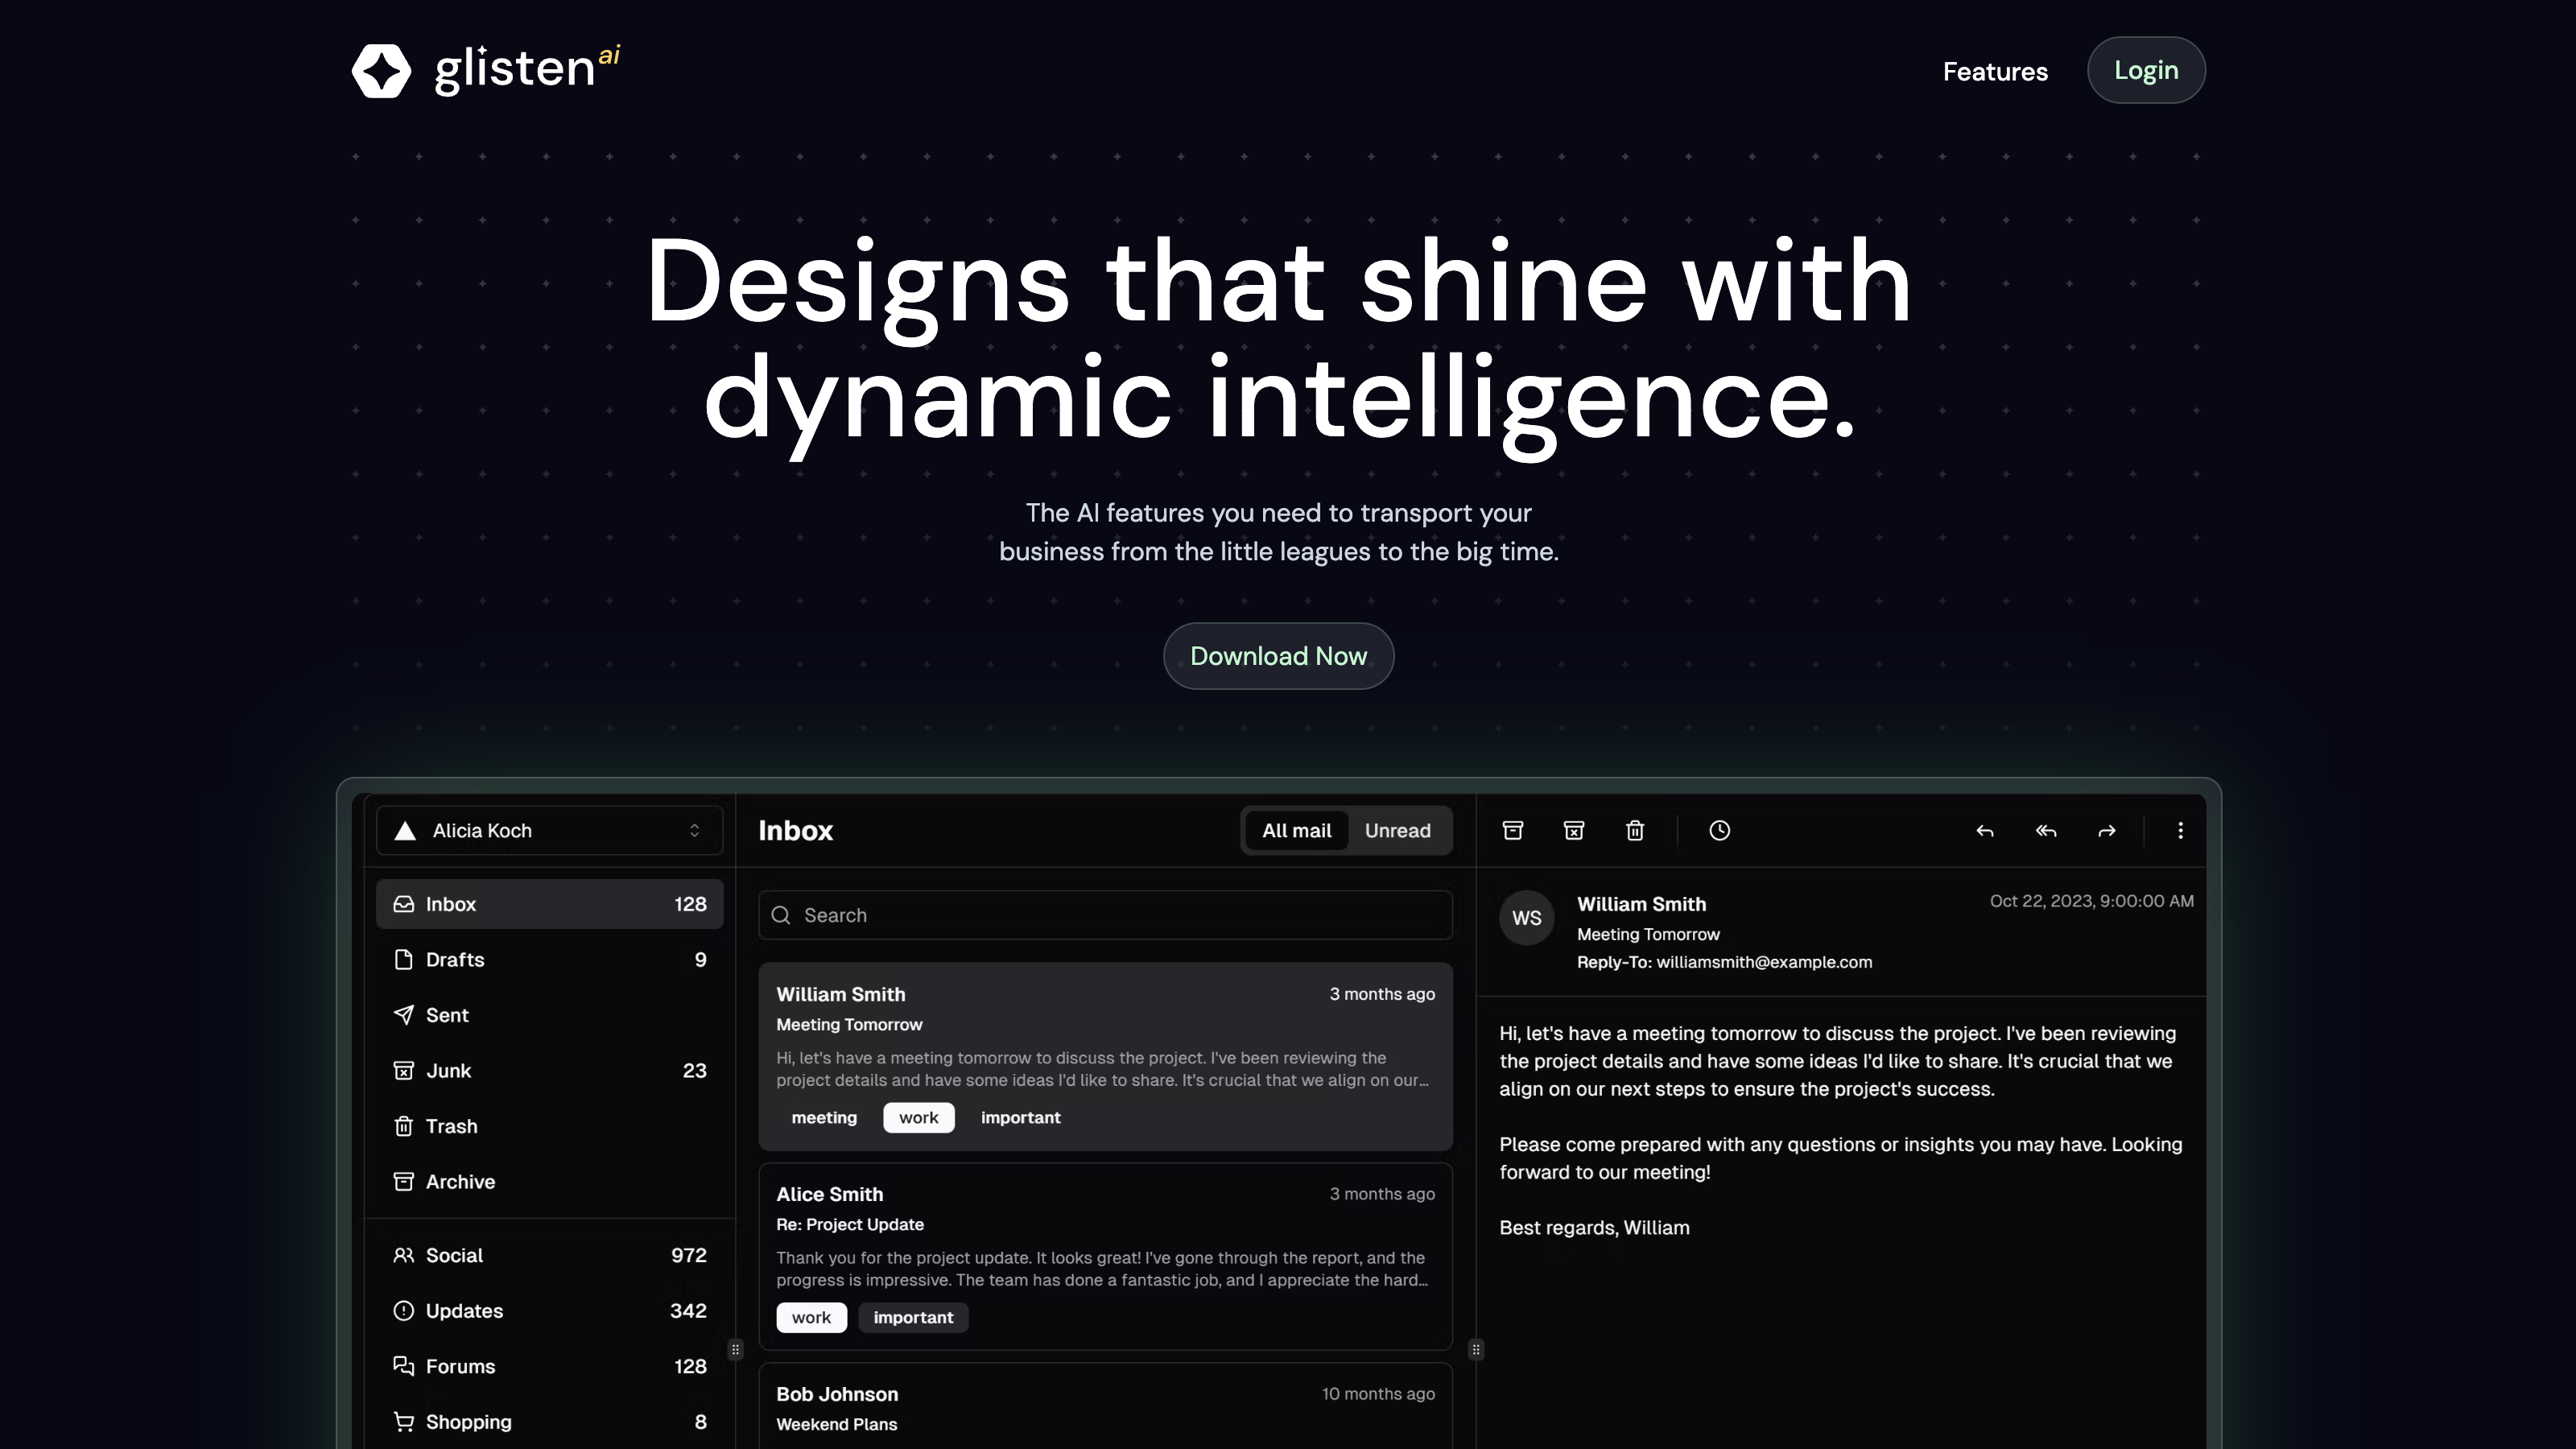 glisten ai
Features
Login
Designs that shine with
dynamic intelligence.
The AI features you need to transport your
business from the little leagues to the big time.
Download Now
Alicia Koch
Inbox 128
Drafts 9
Sent
Junk 23
Trash
Archive
Social 972
Updates 342
Forums 128
Shopping 8
Inbox
All mail Unread
Search
William Smith 3 months ago
Meeting Tomorrow
Hi, let's have a meeting tomorrow to discuss the project. I've been reviewing the
project details and have some ideas I'd like to share. It's crucial that we align on our...
meeting work important
Alice Smith 3 months ago
Re: Project Update
Thank you for the project update. It looks great! I've gone through the report, and the
progress is impressive. The team has done a fantastic job, and I appreciate the hard...
work important
Bob Johnson 10 months ago
Weekend Plans
WS
William Smith Oct 22, 2023, 9:00:00 AM
Meeting Tomorrow
Reply-To: williamsmith@example.com
Hi, let's have a meeting tomorrow to discuss the project. I've been reviewing
the project details and have some ideas I'd like to share. It's crucial that we
align on our next steps to ensure the project's success.
Please come prepared with any questions or insights you may have. Looking
forward to our meeting!
Best regards, William